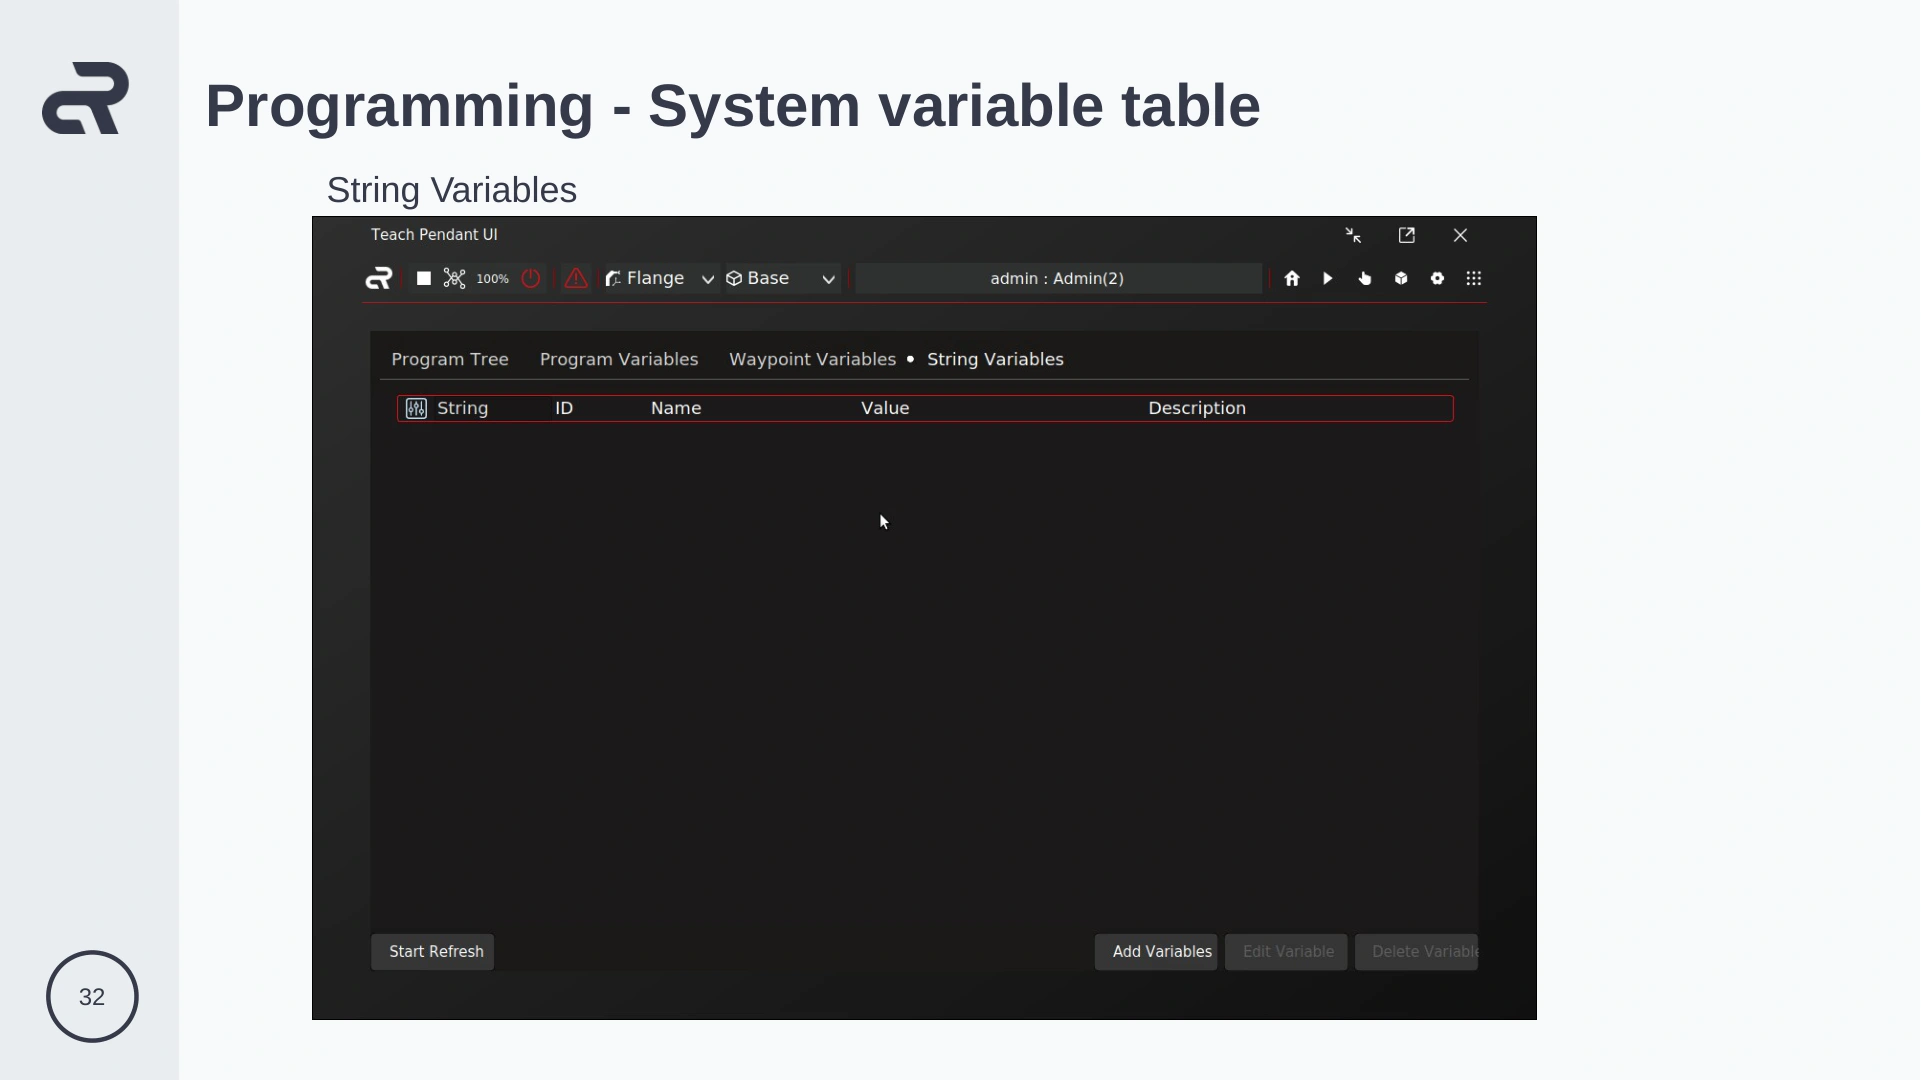 Programming - System variable table
String Variables
Teach Pendant UI
100% Flange Base admin : Admin(2)
Program Tree Program Variables Waypoint Variables • String Variables
String ID Name Value Description
Start Refresh Add Variables Edit Variable Delete Variable
32